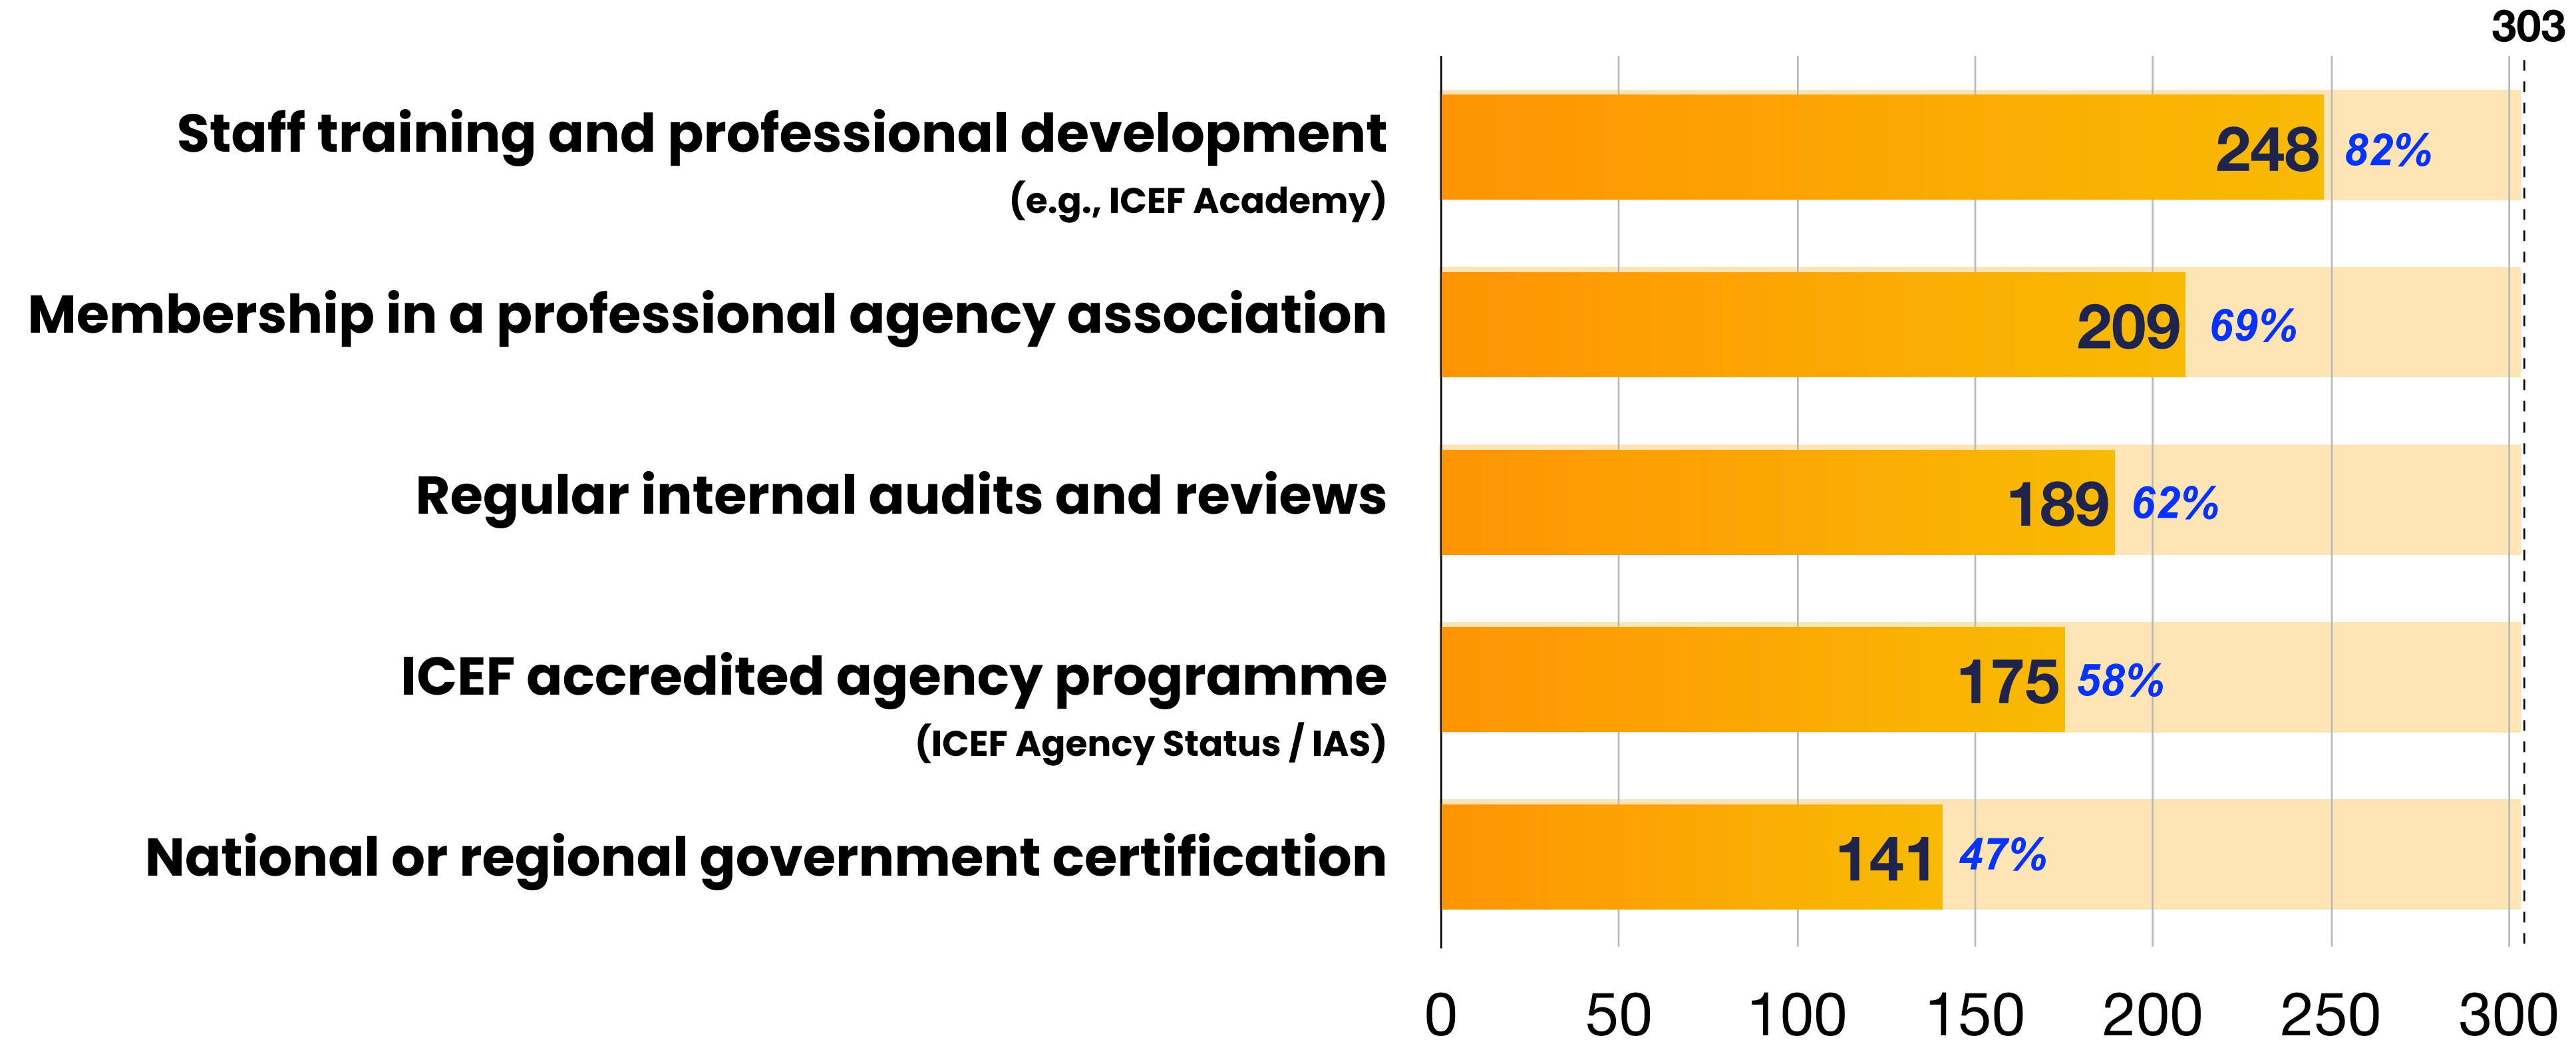 303
Staff training and professional development
(e.g., ICEF Academy)
248 82%
Membership in a professional agency association
209 69%
Regular internal audits and reviews
189 62%
ICEF accredited agency programme
(ICEF Agency Status / IAS)
175 58%
National or regional government certification
141 47%
0 50 100 150 200 250 300